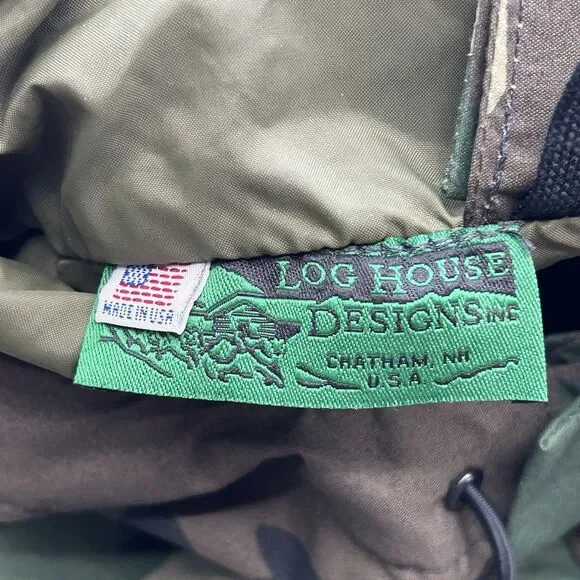 LOG HOUSE
DESIGNS INC
CHATHAM, NH
U.S.A.
MADE IN USA